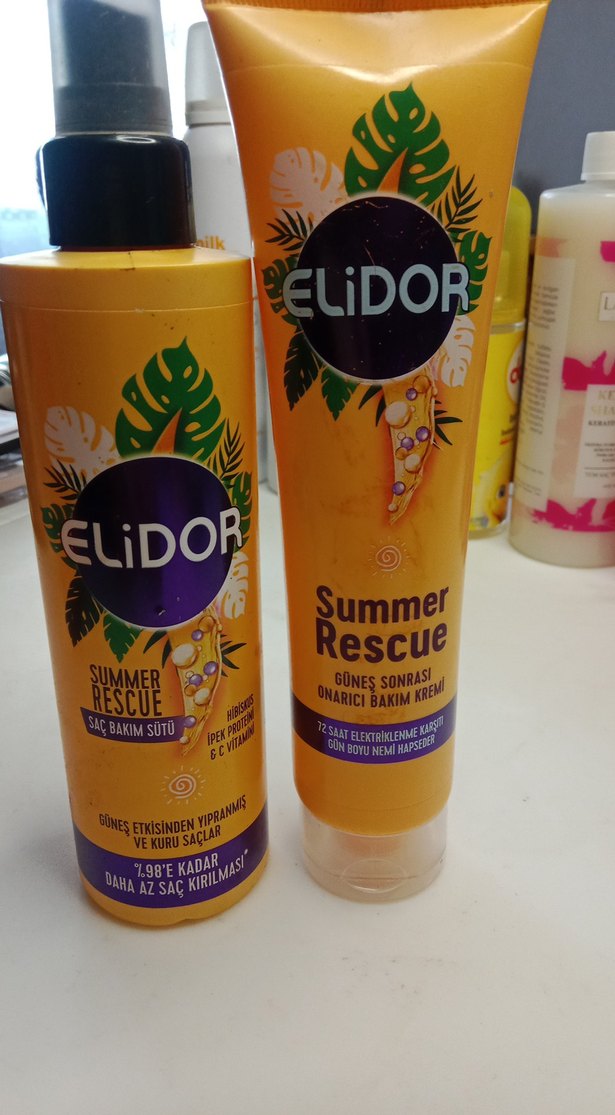 ELiDOR
SUMMER
RESCUE
SAÇ BAKIM SÜTÜ
HİBİSKUS
İPEK PROTEİNİ
& C VİTAMİNİ
GÜNEŞ ETKİSİNDEN YIPRANMIŞ
VE KURU SAÇLAR
%98'E KADAR
DAHA AZ SAÇ KIRILMASI*
ELiDOR
Summer
Rescue
GÜNEŞ SONRASI
ONARICI BAKIM KREMİ
72 SAAT ELEKTRİKLENME KARŞITI
GÜN BOYU NEMİ HAPSEDER
milk